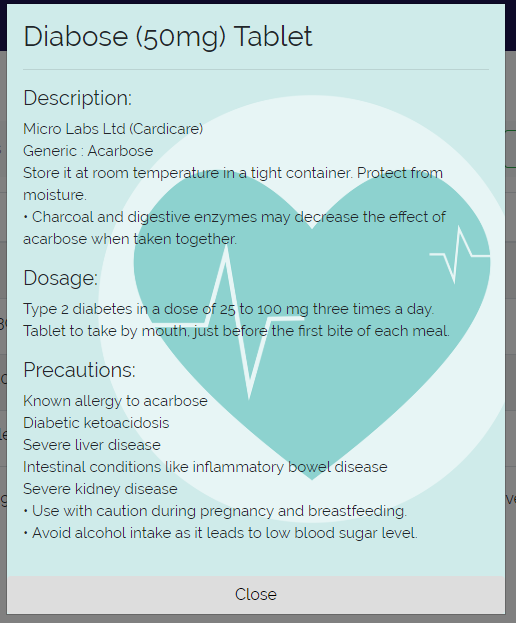 Diabose (50mg) Tablet
Description:
Micro Labs Ltd (Cardicare)
Generic : Acarbose
Store it at room temperature in a tight container. Protect from
moisture.
• Charcoal and digestive enzymes may decrease the effect of
acarbose when taken together.
Dosage:
Type 2 diabetes in a dose of 25 to 100 mg three times a day.
Tablet to take by mouth, just before the first bite of each meal.
Precautions:
Known allergy to acarbose
Diabetic ketoacidosis
Severe liver disease
Intestinal conditions like inflammatory bowel disease
Severe kidney disease
• Use with caution during pregnancy and breastfeeding.
• Avoid alcohol intake as it leads to low blood sugar level.
Close